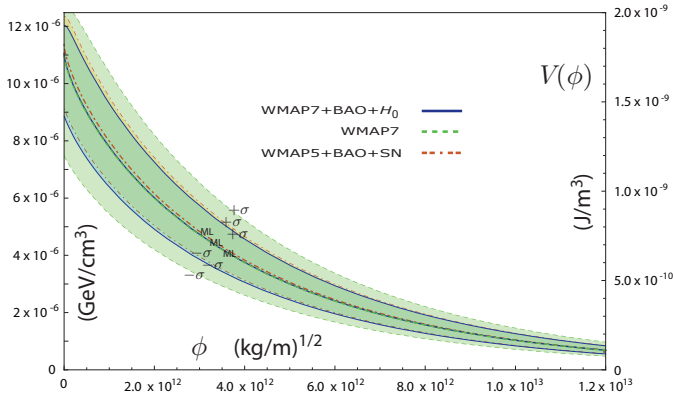 12 x 10⁻⁶
10 x 10⁻⁶
8 x 10⁻⁶
6 x 10⁻⁶
4 x 10⁻⁶
2 x 10⁻⁶
0
(GeV/cm³)
2.0 x 10⁻⁹
1.5 x 10⁻⁹
1.0 x 10⁻⁹
5.0 x 10⁻¹⁰
0
(J/m³)
V(ϕ)
WMAP7+BAO+H₀
WMAP7
WMAP5+BAO+SN
+σ
+σ
+σ
ML
ML
ML
−σ
−σ
−σ
ϕ (kg/m)¹/²
0 2.0 x 10¹² 4.0 x 10¹² 6.0 x 10¹² 8.0 x 10¹² 1.0 x 10¹³ 1.2 x 10¹³